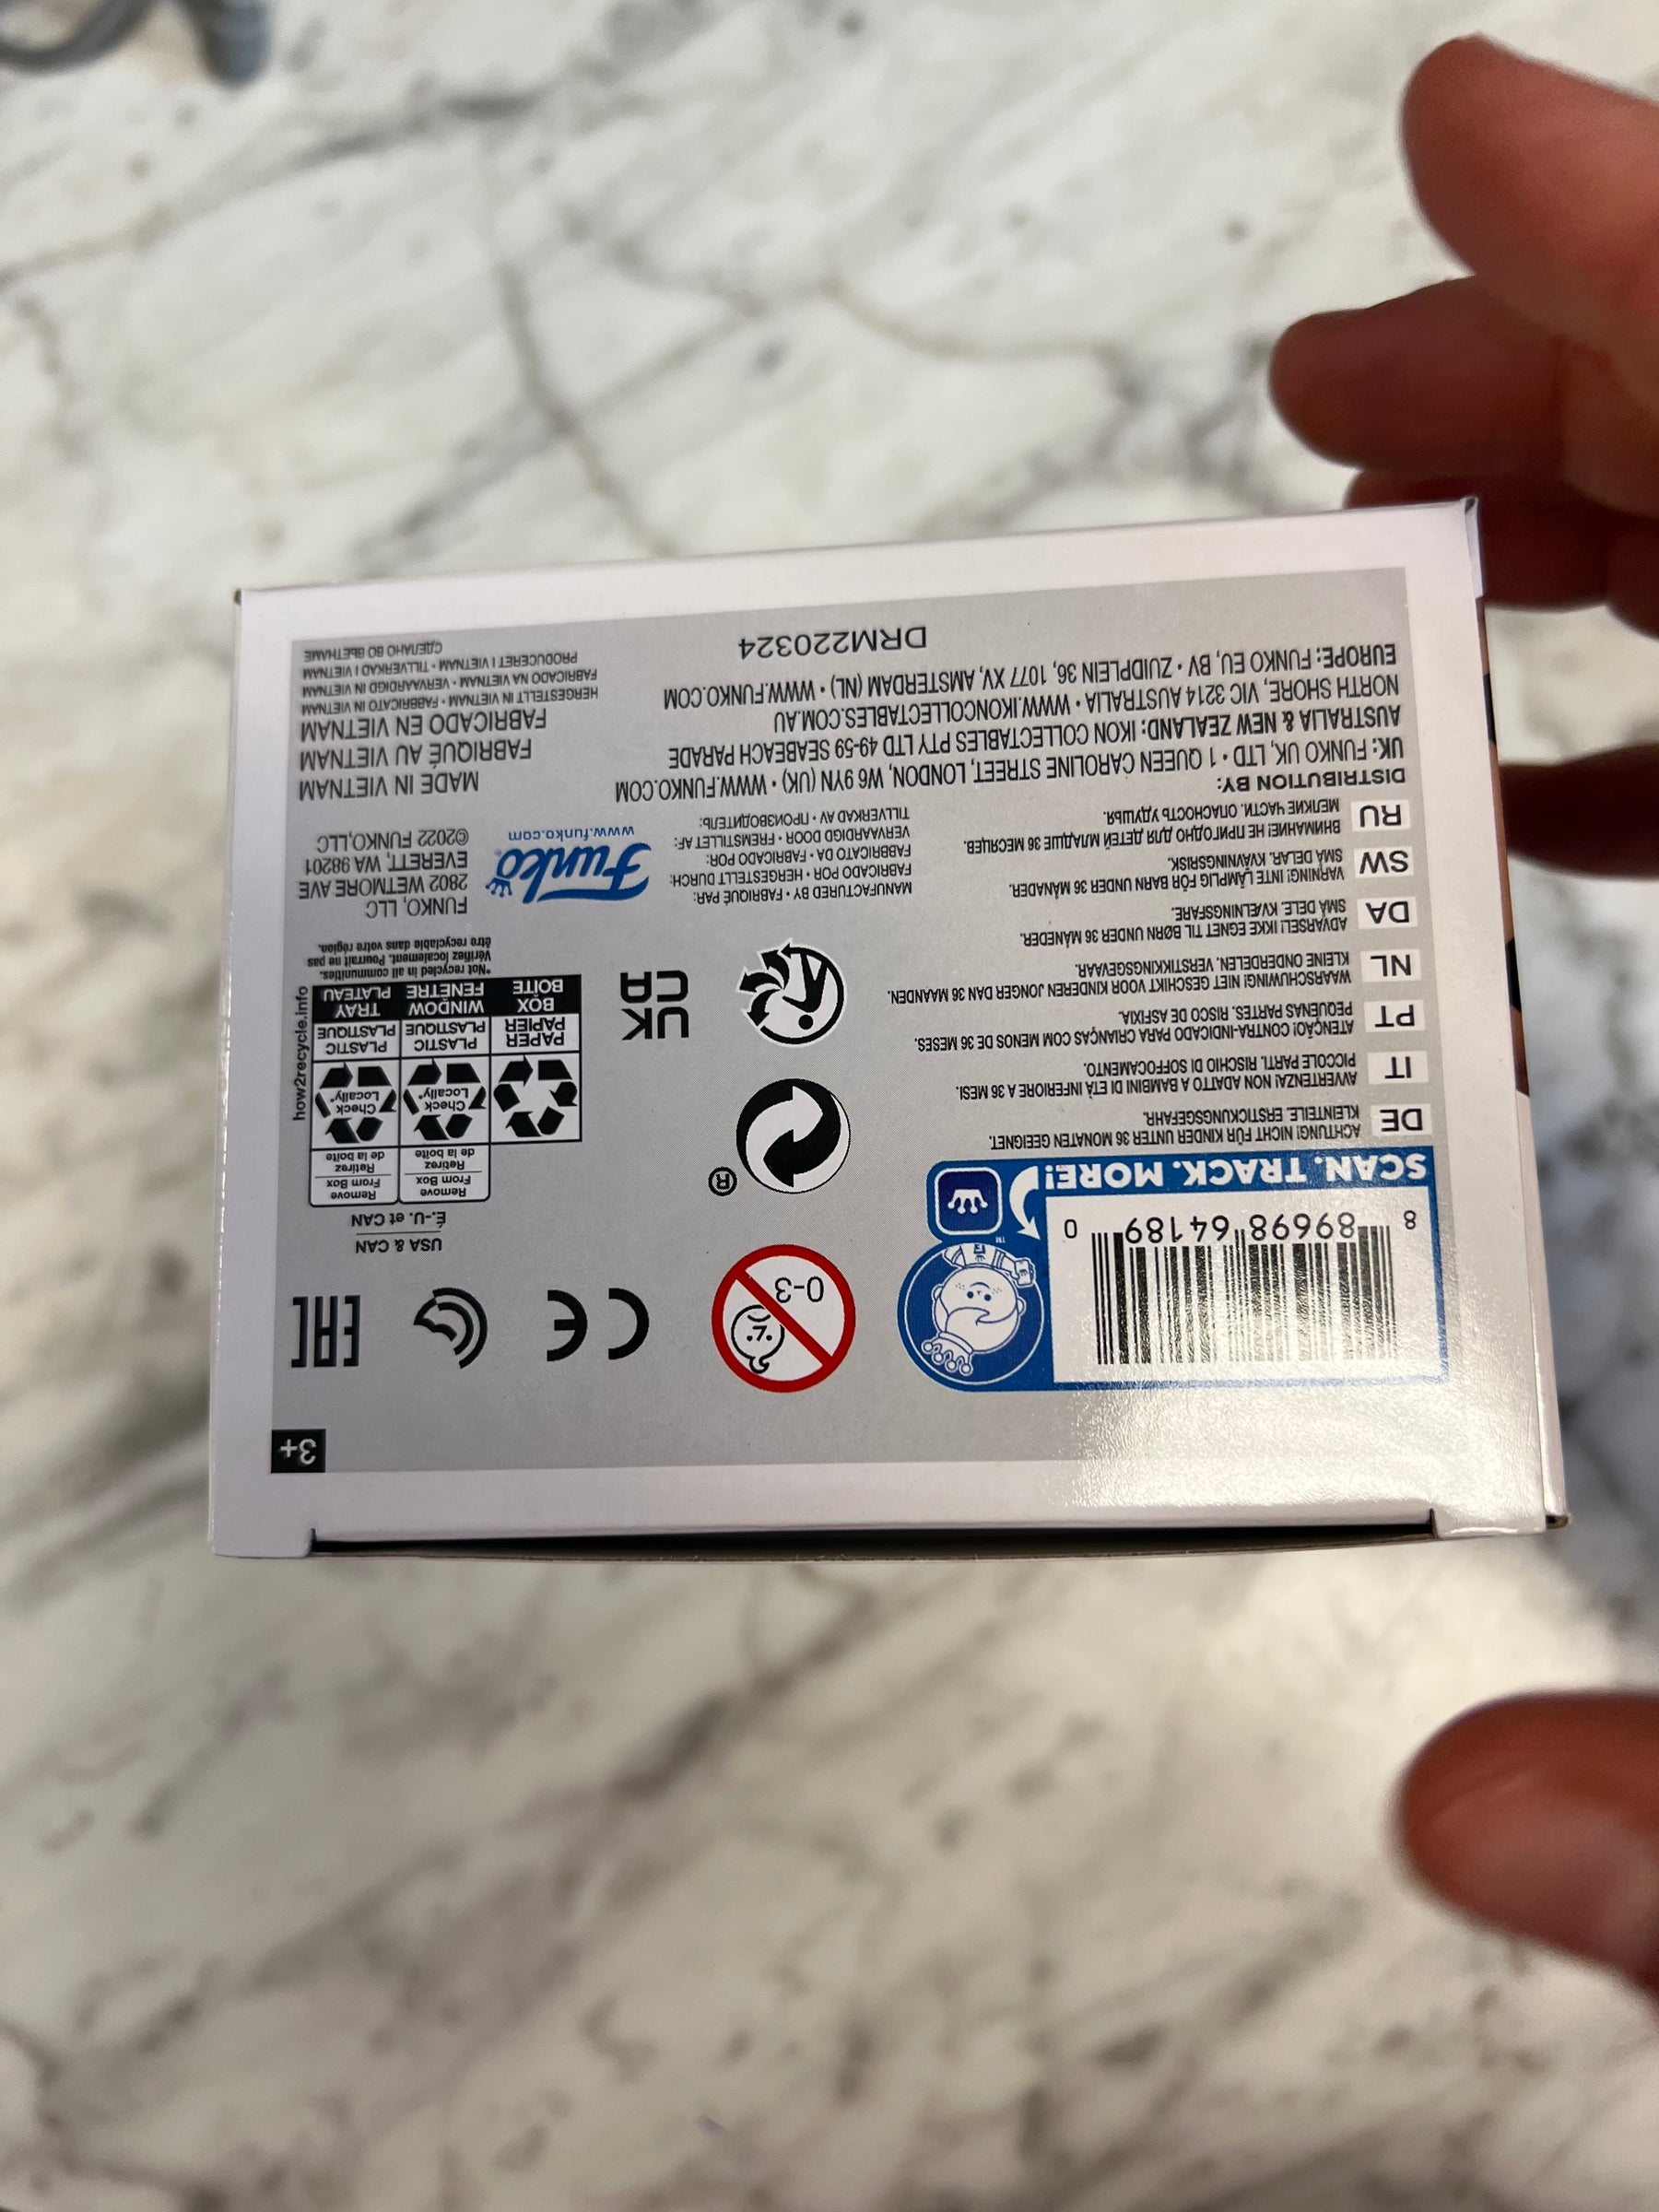 3+
8 89698 64189 0
SCAN. TRACK. MORE!
TM
0-3
CE
EAC
USA & CAN
É.-U. et CAN
Remove From Box
Retirez de la boîte
Remove From Box
Retirez de la boîte
Check Locally*
Check Locally*
PAPER
PAPIER
BOX
BOÎTE
PLASTIC
PLASTIQUE
WINDOW
FENÊTRE
PLASTIC
PLASTIQUE
TRAY
PLATEAU
how2recycle.info
*Not recycled in all communities.
Vérifiez localement. Pourrait ne pas
être recyclable dans votre région.
®
UK
CA
DE
ACHTUNG! NICHT FÜR KINDER UNTER 36 MONATEN GEEIGNET.
KLEINTEILE. ERSTICKUNGSGEFAHR.
IT
AVVERTENZA! NON ADATTO A BAMBINI DI ETÀ INFERIORE A 36 MESI.
PICCOLE PARTI. RISCHIO DI SOFFOCAMENTO.
PT
ATENÇÃO! CONTRA-INDICADO PARA CRIANÇAS COM MENOS DE 36 MESES.
PEQUENAS PARTES. RISCO DE ASFIXIA.
NL
WAARSCHUWING! NIET GESCHIKT VOOR KINDEREN JONGER DAN 36 MAANDEN.
KLEINE ONDERDELEN. VERSTIKKINGSGEVAAR.
DA
ADVARSEL! IKKE EGNET TIL BØRN UNDER 36 MÅNEDER.
SMÅ DELE. KVÆLNINGSFARE.
SW
VARNING! INTE LÄMPLIG FÖR BARN UNDER 36 MÅNADER.
SMÅ DELAR. KVÄVNINGSRISK.
RU
ВНИМАНИЕ! НЕ ПРИГОДНО ДЛЯ ДЕТЕЙ МЛАДШЕ 36 МЕСЯЦЕВ.
МЕЛКИЕ ЧАСТИ. ОПАСНОСТЬ УДУШЬЯ.
MANUFACTURED BY • FABRIQUÉ PAR:
FABRICADO POR • HERGESTELLT DURCH:
FABBRICATO DA • FABRICADO POR:
VERVAARDIGD DOOR • FREMSTILLET AF:
TILLVERKAD AV • ПРОИЗВОДИТЕЛЬ:
Funko
www.funko.com
FUNKO, LLC
2802 WETMORE AVE
EVERETT, WA 98201
©2022 FUNKO,LLC
DISTRIBUTION BY:
UK: FUNKO UK, LTD • 1 QUEEN CAROLINE STREET, LONDON, W6 9YN (UK) • WWW.FUNKO.COM
AUSTRALIA & NEW ZEALAND: IKON COLLECTABLES PTY LTD 49-59 SEABEACH PARADE
NORTH SHORE, VIC 3214 AUSTRALIA • WWW.IKONCOLLECTABLES.COM.AU
EUROPE: FUNKO EU, BV • ZUIDPLEIN 36, 1077 XV, AMSTERDAM (NL) • WWW.FUNKO.COM
DRM220324
MADE IN VIETNAM
FABRIQUÉ AU VIETNAM
FABRICADO EN VIETNAM
HERGESTELLT IN VIETNAM • FABBRICATO IN VIETNAM
FABRICADO NA VIETNAM • VERVAARDIGD IN VIETNAM
PRODUCERET I VIETNAM • TILLVERKAD I VIETNAM
СДЕЛАНО ВО ВЬЕТНАМЕ